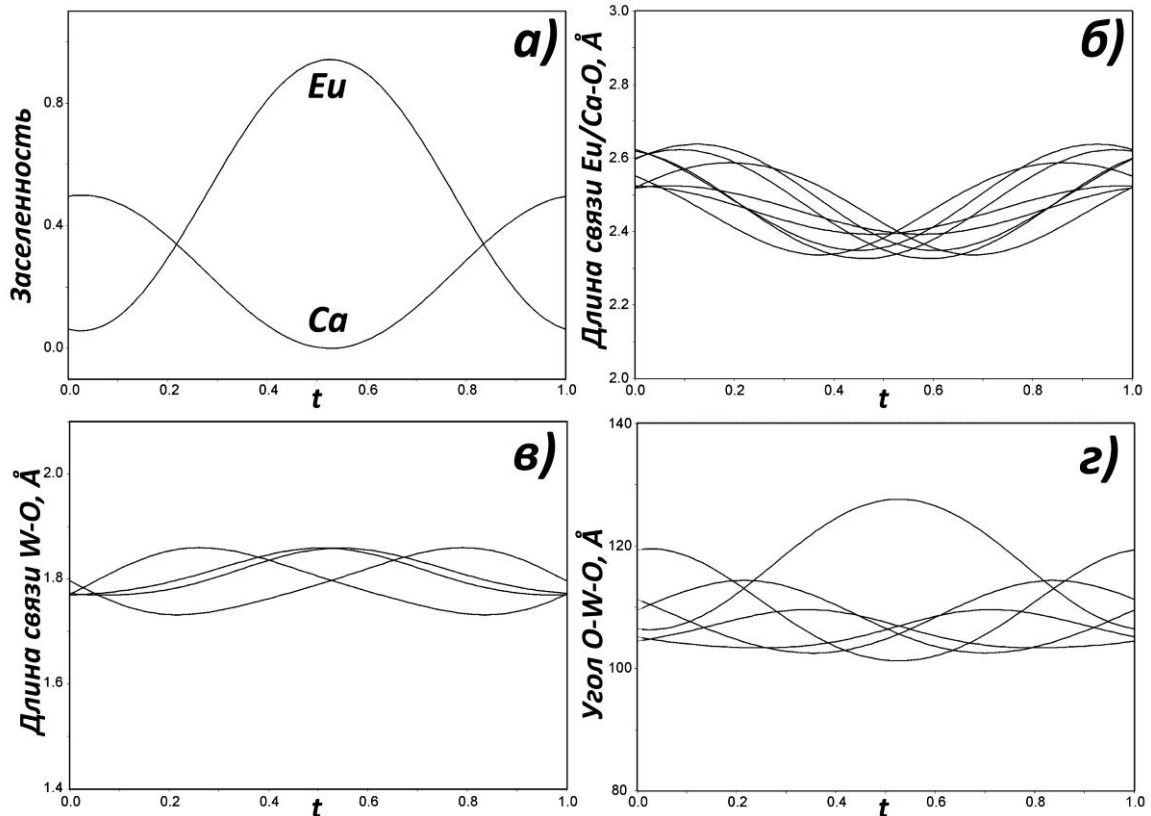 а)
Заселенность
0.8
0.4
0.0
Eu
Ca
0.0 0.2 0.4 0.6 0.8 1.0
t
б)
Длина связи Eu/Ca-O, Å
3.0
2.8
2.6
2.4
2.2
2.0
0.0 0.2 0.4 0.6 0.8 1.0
t
в)
Длина связи W-O, Å
2.0
1.8
1.6
1.4
0.0 0.2 0.4 0.6 0.8 1.0
t
г)
Угол O-W-O, Å
140
120
100
80
0.0 0.2 0.4 0.6 0.8 1.0
t